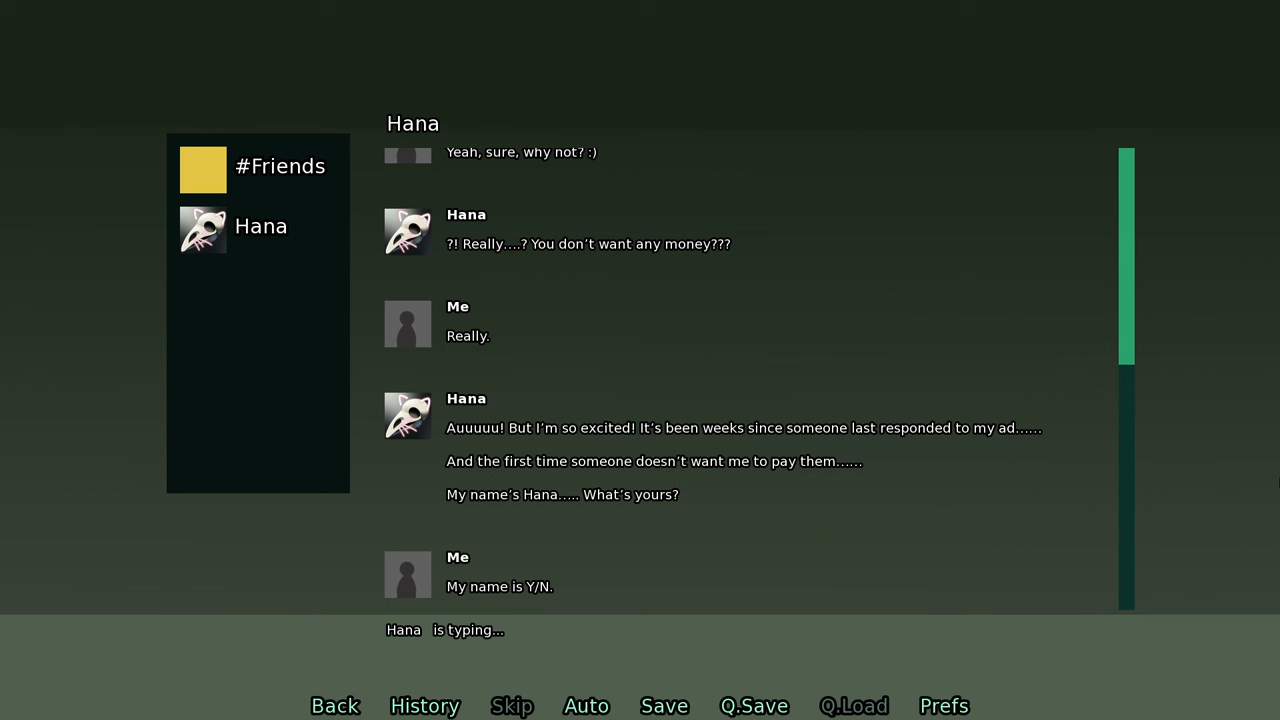 Hana
#Friends
Hana
Yeah, sure, why not? :)
Hana
?! Really....? You don’t want any money???
Me
Really.
Hana
Auuuuu! But I’m so excited! It’s been weeks since someone last responded to my ad......
And the first time someone doesn’t want me to pay them......
My name’s Hana..... What’s yours?
Me
My name is Y/N.
Hana is typing...
Back History Skip Auto Save Q.Save Q.Load Prefs